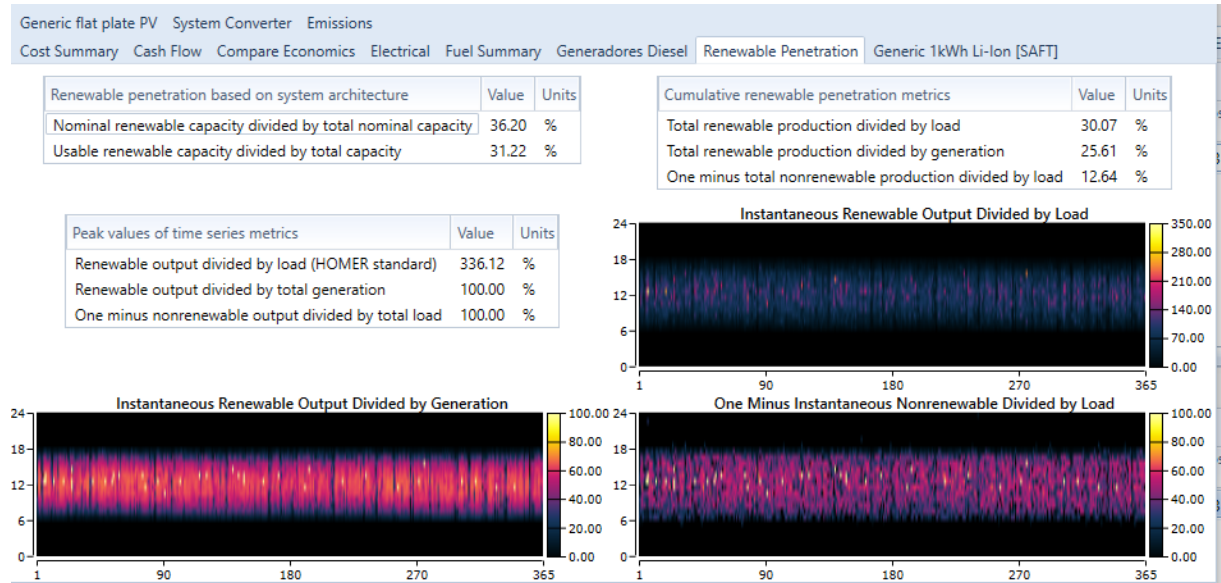 Generic flat plate PV System Converter Emissions
Cost Summary Cash Flow Compare Economics Electrical Fuel Summary Generadores Diesel Renewable Penetration Generic 1kWh Li-Ion [SAFT]
Renewable penetration based on system architecture Value Units
Nominal renewable capacity divided by total nominal capacity 36.20 %
Usable renewable capacity divided by total capacity 31.22 %
Cumulative renewable penetration metrics Value Units
Total renewable production divided by load 30.07 %
Total renewable production divided by generation 25.61 %
One minus total nonrenewable production divided by load 12.64 %
Peak values of time series metrics Value Units
Renewable output divided by load (HOMER standard) 336.12 %
Renewable output divided by total generation 100.00 %
One minus nonrenewable output divided by total load 100.00 %
Instantaneous Renewable Output Divided by Load
24 350.00
280.00
18
210.00
12
140.00
6
70.00
0 0.00
1 90 180 270 365
Instantaneous Renewable Output Divided by Generation
24 100.00
80.00
18
60.00
12
40.00
6
20.00
0 0.00
1 90 180 270 365
One Minus Instantaneous Nonrenewable Divided by Load
24 100.00
80.00
18
60.00
12
40.00
6
20.00
0 0.00
1 90 180 270 365